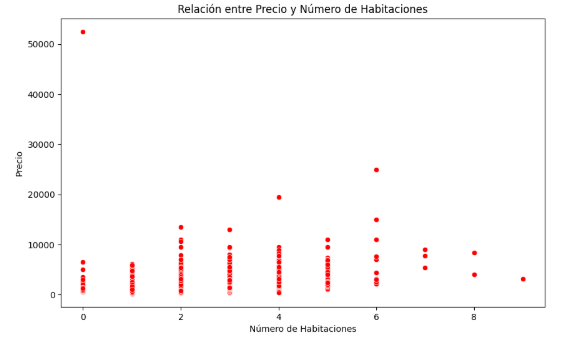 Relación entre Precio y Número de Habitaciones
50000
40000
30000
20000
10000
0
Precio
0 2 4 6 8
Número de Habitaciones